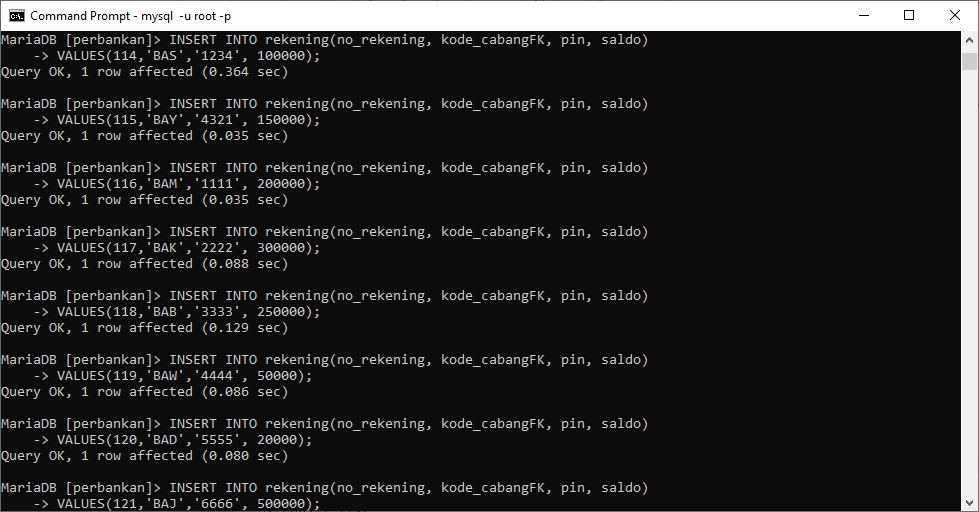 Command Prompt - mysql -u root -p
MariaDB [perbankan]> INSERT INTO rekening(no_rekening, kode_cabangFK, pin, saldo)
    -> VALUES(114,'BAS','1234', 100000);
Query OK, 1 row affected (0.364 sec)
MariaDB [perbankan]> INSERT INTO rekening(no_rekening, kode_cabangFK, pin, saldo)
    -> VALUES(115,'BAY','4321', 150000);
Query OK, 1 row affected (0.035 sec)
MariaDB [perbankan]> INSERT INTO rekening(no_rekening, kode_cabangFK, pin, saldo)
    -> VALUES(116,'BAM','1111', 200000);
Query OK, 1 row affected (0.035 sec)
MariaDB [perbankan]> INSERT INTO rekening(no_rekening, kode_cabangFK, pin, saldo)
    -> VALUES(117,'BAK','2222', 300000);
Query OK, 1 row affected (0.088 sec)
MariaDB [perbankan]> INSERT INTO rekening(no_rekening, kode_cabangFK, pin, saldo)
    -> VALUES(118,'BAB','3333', 250000);
Query OK, 1 row affected (0.129 sec)
MariaDB [perbankan]> INSERT INTO rekening(no_rekening, kode_cabangFK, pin, saldo)
    -> VALUES(119,'BAW','4444', 50000);
Query OK, 1 row affected (0.086 sec)
MariaDB [perbankan]> INSERT INTO rekening(no_rekening, kode_cabangFK, pin, saldo)
    -> VALUES(120,'BAD','5555', 20000);
Query OK, 1 row affected (0.080 sec)
MariaDB [perbankan]> INSERT INTO rekening(no_rekening, kode_cabangFK, pin, saldo)
    -> VALUES(121,'BAJ','6666', 500000);